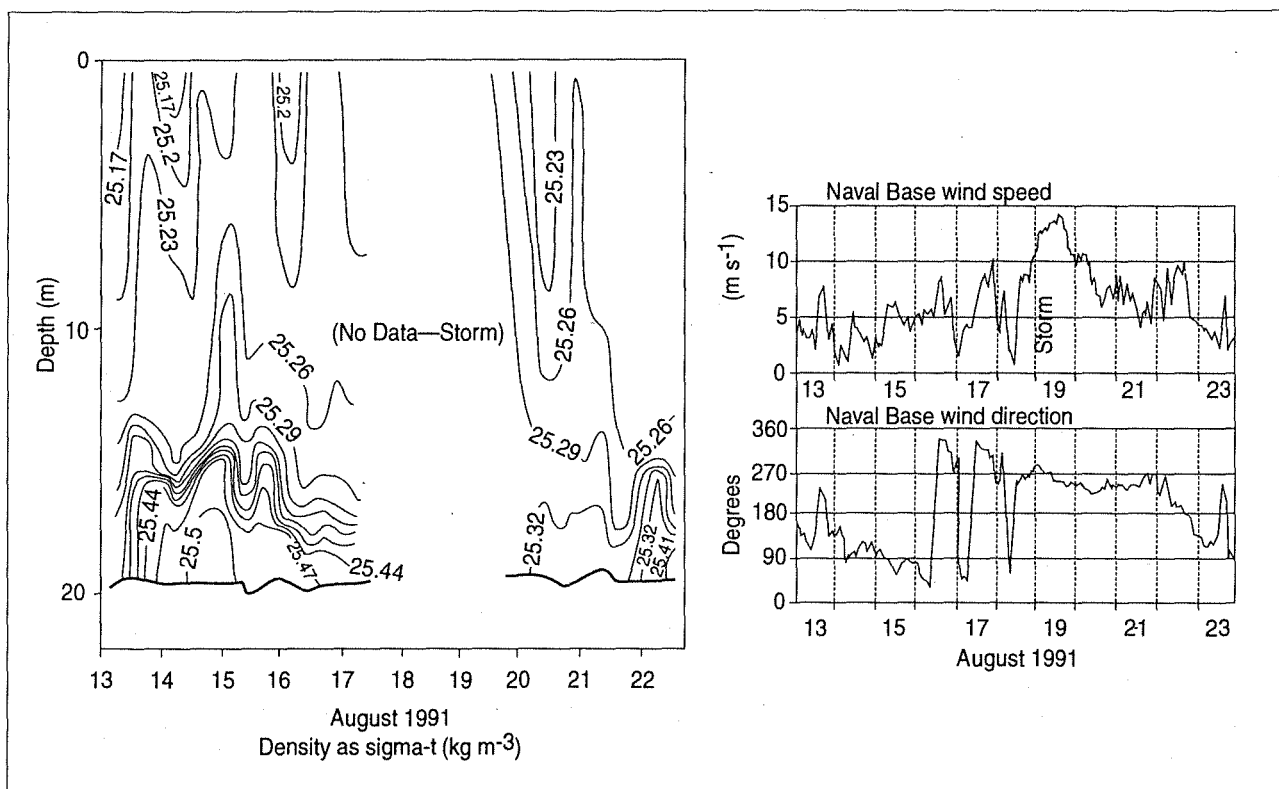 0
10
20
Depth (m)
25.17
25.17
25.2
25.23
25.2
25.26
25.29
25.44
25.5
25.47
25.44
(No Data—Storm)
25.23
25.26
25.29
25.26
25.32
25.32
25.41
13 14 15 16 17 18 19 20 21 22
August 1991
Density as sigma-t (kg m-3)
Naval Base wind speed
15
10
5
0
(m s-1)
Storm
13 15 17 19 21 23
Naval Base wind direction
360
270
180
90
0
Degrees
13 15 17 19 21 23
August 1991